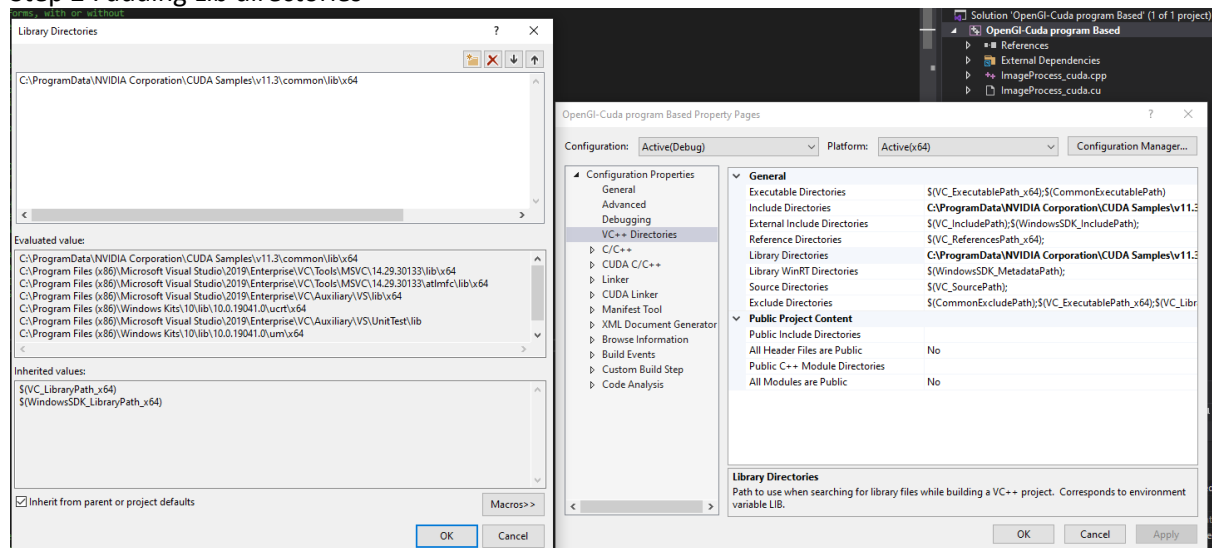 Step 2 : adding Lib directories
orms, with or without
Library Directories
? ×
C:\ProgramData\NVIDIA Corporation\CUDA Samples\v11.3\common\lib\x64
Evaluated value:
C:\ProgramData\NVIDIA Corporation\CUDA Samples\v11.3\common\lib\x64
C:\Program Files (x86)\Microsoft Visual Studio\2019\Enterprise\VC\Tools\MSVC\14.29.30133\lib\x64
C:\Program Files (x86)\Microsoft Visual Studio\2019\Enterprise\VC\Tools\MSVC\14.29.30133\atlmfc\lib\x64
C:\Program Files (x86)\Microsoft Visual Studio\2019\Enterprise\VC\Auxiliary\VS\lib\x64
C:\Program Files (x86)\Windows Kits\10\lib\10.0.19041.0\ucrt\x64
C:\Program Files (x86)\Microsoft Visual Studio\2019\Enterprise\VC\Auxiliary\VS\UnitTest\lib
C:\Program Files (x86)\Windows Kits\10\lib\10.0.19041.0\um\x64
Inherited values:
$(VC_LibraryPath_x64)
$(WindowsSDK_LibraryPath_x64)
Inherit from parent or project defaults
Macros>>
OK Cancel
Solution 'OpenGl-Cuda program Based' (1 of 1 project)
OpenGl-Cuda program Based
References
External Dependencies
ImageProcess_cuda.cpp
ImageProcess_cuda.cu
OpenGl-Cuda program Based Property Pages
? ×
Configuration: Active(Debug) Platform: Active(x64) Configuration Manager...
Configuration Properties
General
Advanced
Debugging
VC++ Directories
C/C++
CUDA C/C++
Linker
CUDA Linker
Manifest Tool
XML Document Generator
Browse Information
Build Events
Custom Build Step
Code Analysis
General
Executable Directories $(VC_ExecutablePath_x64);$(CommonExecutablePath)
Include Directories C:\ProgramData\NVIDIA Corporation\CUDA Samples\v11.3
External Include Directories $(VC_IncludePath);$(WindowsSDK_IncludePath);
Reference Directories $(VC_ReferencesPath_x64);
Library Directories C:\ProgramData\NVIDIA Corporation\CUDA Samples\v11.3
Library WinRT Directories $(WindowsSDK_MetadataPath);
Source Directories $(VC_SourcePath);
Exclude Directories $(CommonExcludePath);$(VC_ExecutablePath_x64);$(VC_Libr
Public Project Content
Public Include Directories
All Header Files are Public No
Public C++ Module Directories
All Modules are Public No
Library Directories
Path to use when searching for library files while building a VC++ project. Corresponds to environment
variable LIB.
OK Cancel Apply